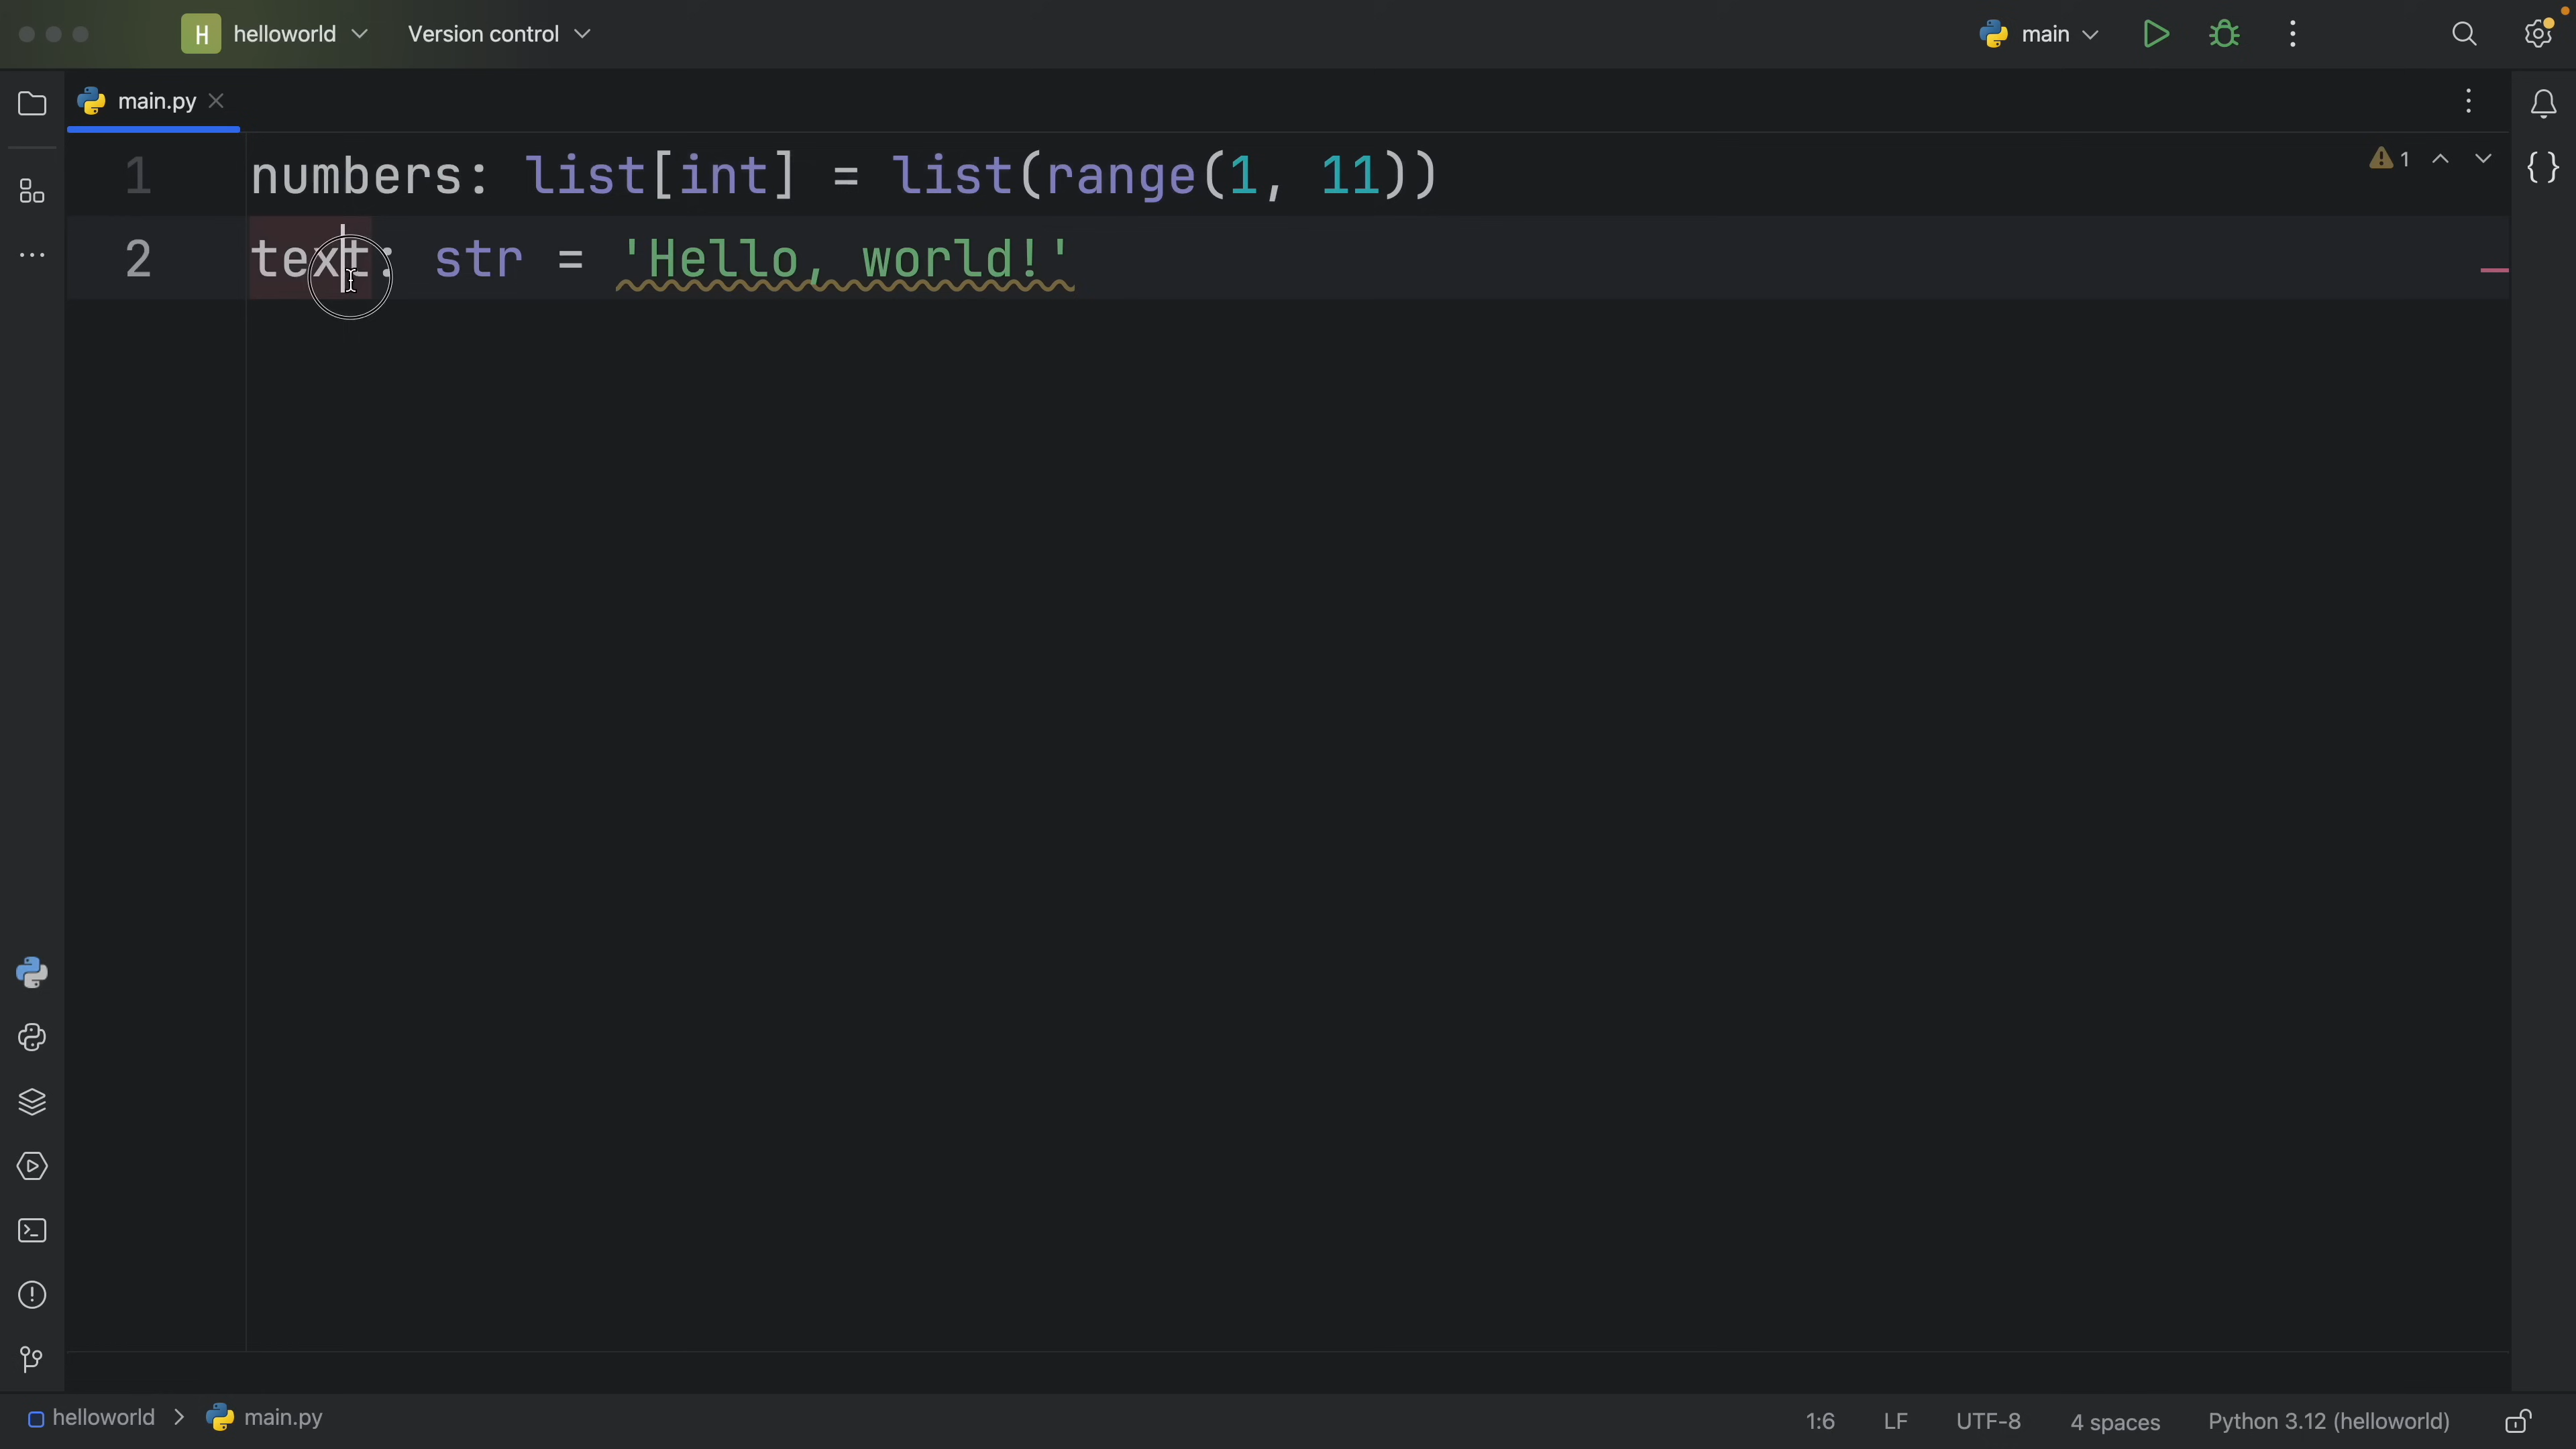 H helloworld Version control main
main.py
1 numbers: list[int] = list(range(1, 11)) 1
2 text: str = 'Hello, world!'
helloworld > main.py 1:6 LF UTF-8 4 spaces Python 3.12 (helloworld)